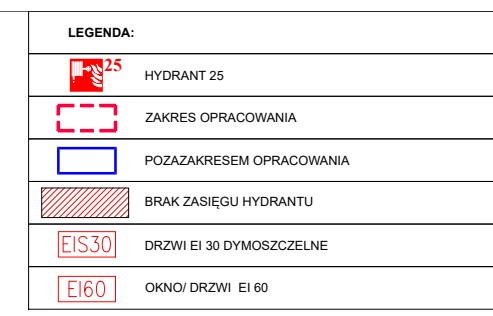 LEGENDA:
25 HYDRANT 25
ZAKRES OPRACOWANIA
POZAZAKRESEM OPRACOWANIA
BRAK ZASIĘGU HYDRANTU
EIS30 DRZWI EI 30 DYMOSZCZELNE
EI60 OKNO/ DRZWI EI 60